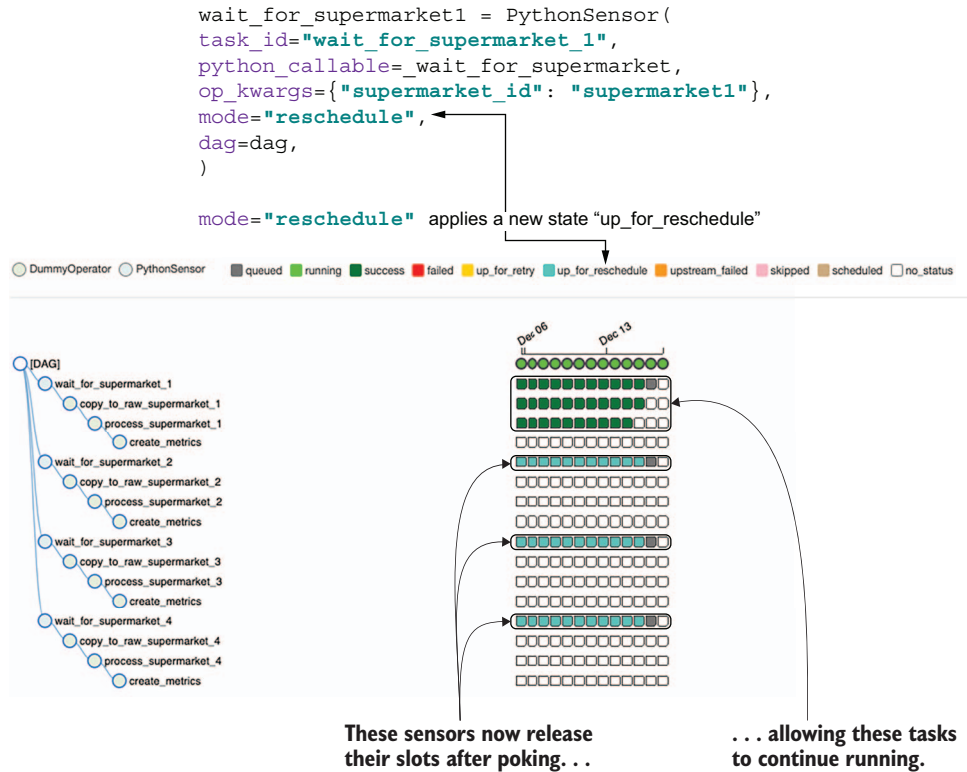 wait_for_supermarket1 = PythonSensor(
task_id="wait_for_supermarket_1",
python_callable=_wait_for_supermarket,
op_kwargs={"supermarket_id": "supermarket1"},
mode="reschedule",
dag=dag,
)
mode="reschedule" applies a new state “up_for_reschedule”
DummyOperator PythonSensor queued running success failed up_for_retry up_for_reschedule upstream_failed skipped scheduled no_status
Dec 06 Dec 13
[DAG]
wait_for_supermarket_1
copy_to_raw_supermarket_1
process_supermarket_1
create_metrics
wait_for_supermarket_2
copy_to_raw_supermarket_2
process_supermarket_2
create_metrics
wait_for_supermarket_3
copy_to_raw_supermarket_3
process_supermarket_3
create_metrics
wait_for_supermarket_4
copy_to_raw_supermarket_4
process_supermarket_4
create_metrics
These sensors now release
their slots after poking. . .
. . . allowing these tasks
to continue running.